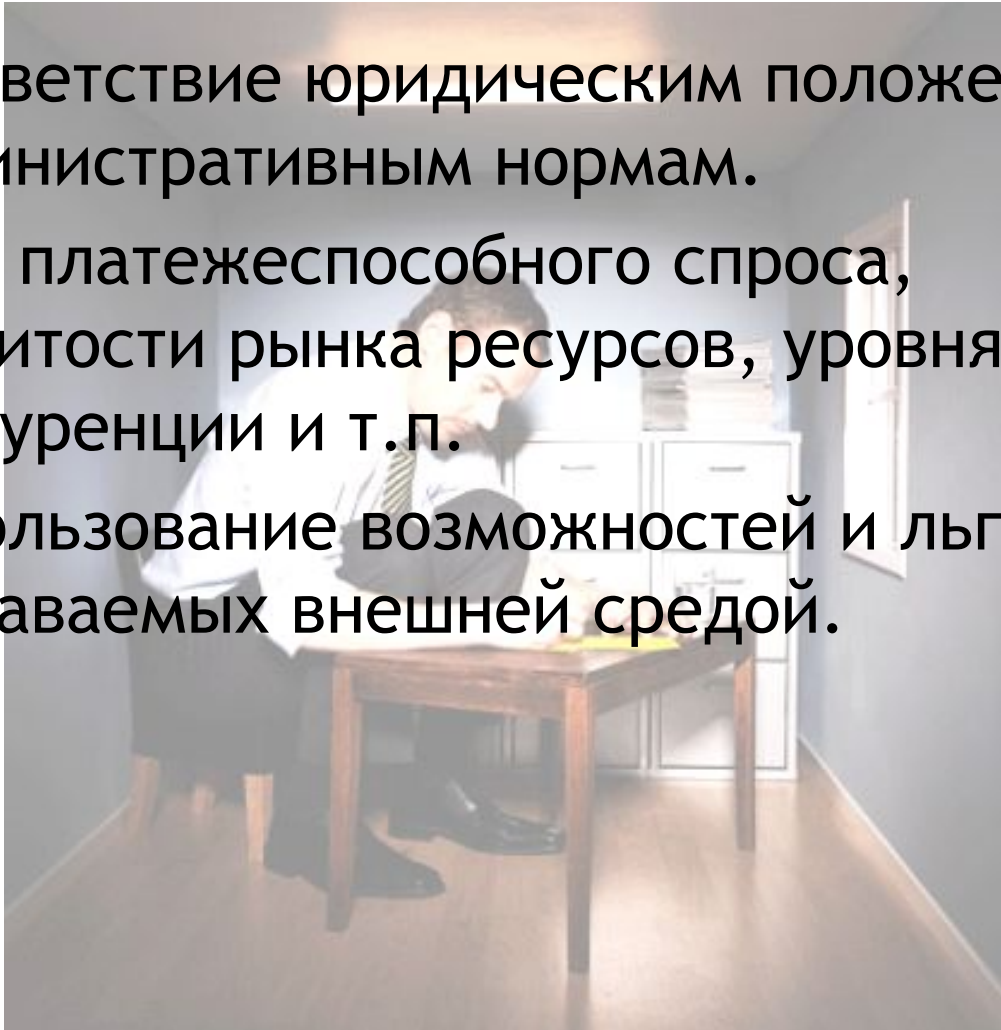 ветствие юридическим положе
инистративным нормам.
платежеспособного спроса,
итости рынка ресурсов, уровня
уренции и т.п.
ользование возможностей и льг
аваемых внешней средой.